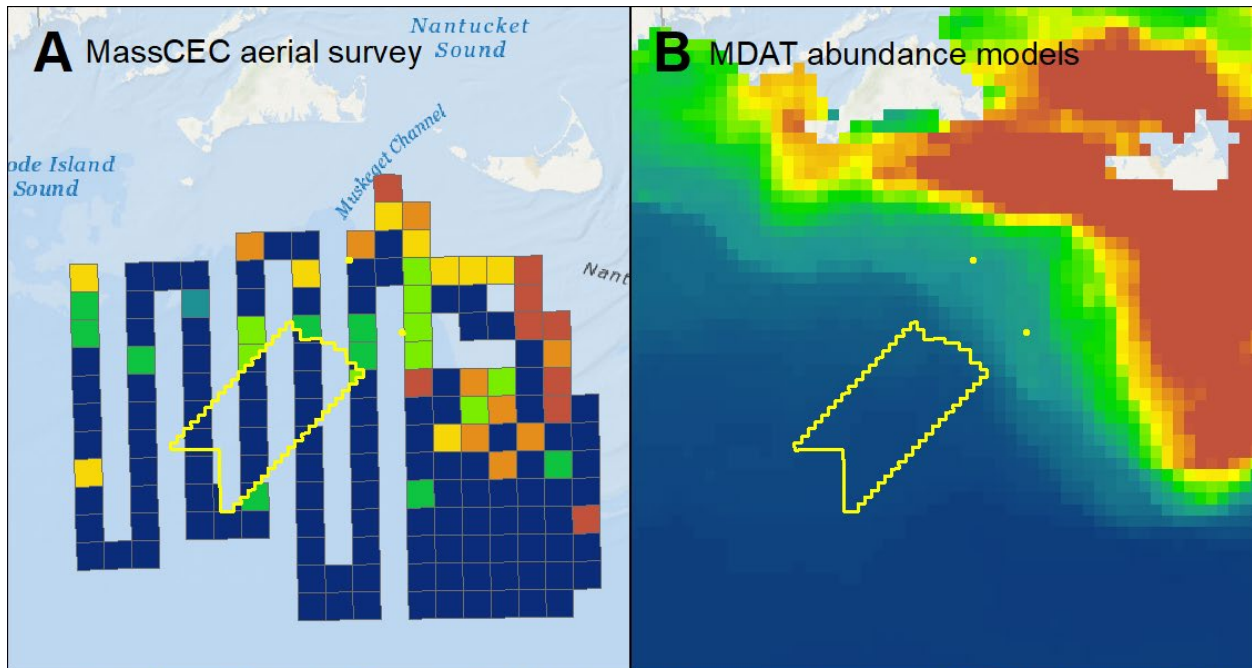 A MassCEC aerial survey
Nantucket
Sound
ode Island
Sound
Muskeget Channel
Nant
B MDAT abundance models